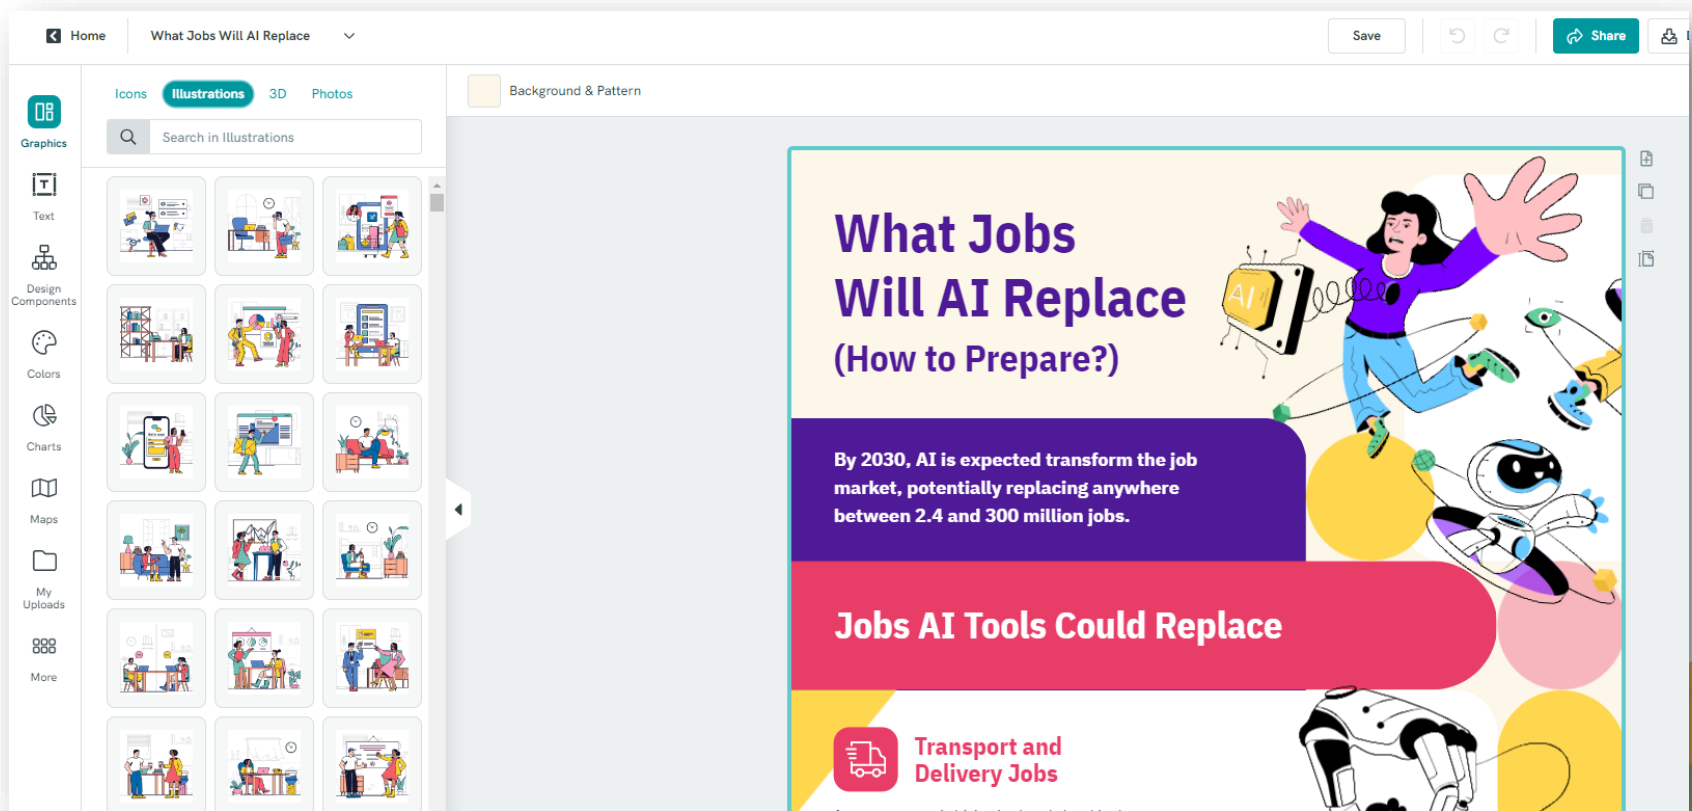 Home
What Jobs Will AI Replace
Save
Share
Icons
Illustrations
3D
Photos
Search in Illustrations
Background & Pattern
Graphics
Text
Design
Components
Colors
Charts
Maps
My
Uploads
More
What Jobs
Will AI Replace
(How to Prepare?)
AI
By 2030, AI is expected transform the job
market, potentially replacing anywhere
between 2.4 and 300 million jobs.
Jobs AI Tools Could Replace
Transport and
Delivery Jobs